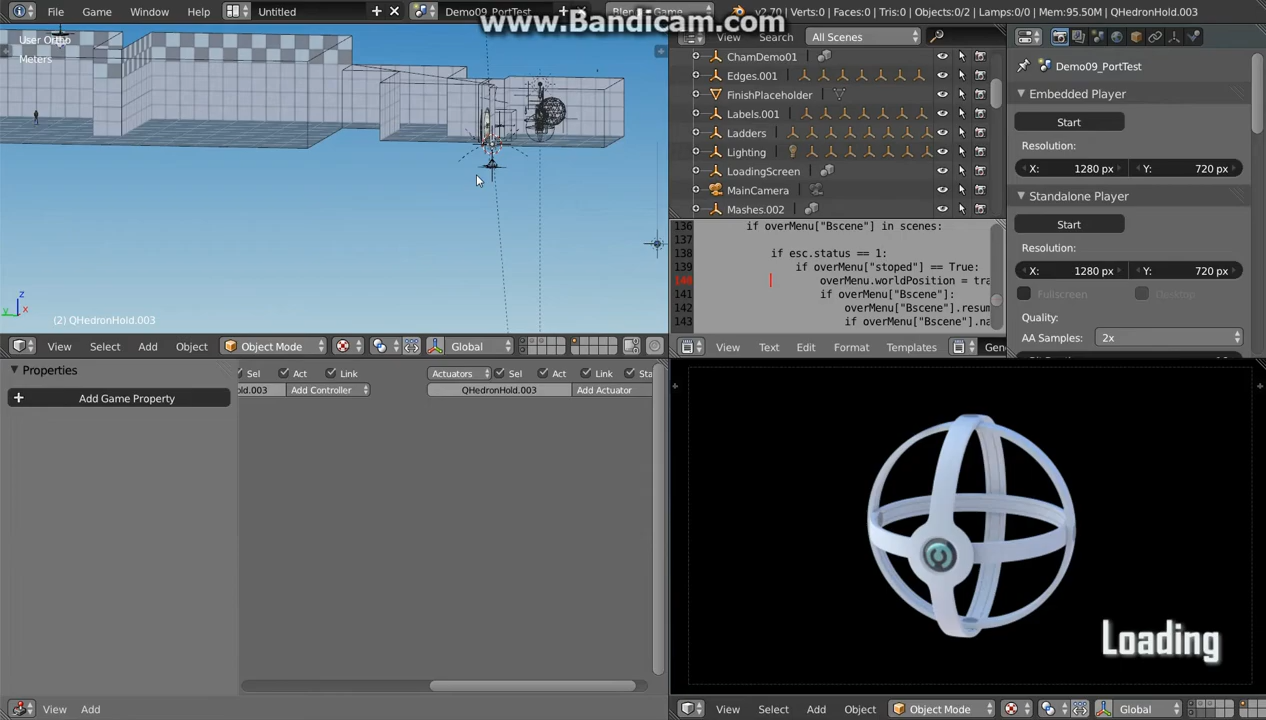 File Game Window Help Untitled Demo09_PortTest v2.70 | Verts:0 | Faces:0 | Tris:0 | Objects:0/2 | Lamps:0/0 | Mem:95.50M | QHedronHold.003
www.Bandicam.com
User Ortho
Meters
(2) QHedronHold.003
View Select Add Object Object Mode Global
View Search All Scenes
ChamDemo01
Edges.001
FinishPlaceholder
Labels.001
Ladders
Lighting
LoadingScreen
MainCamera
Mashes.002
136 if overMenu["Bscene"] in scenes:
137
138 if esc.status == 1:
139 if overMenu["stoped"] == True:
140 overMenu.worldPosition = tra
141 if overMenu["Bscene"]:
142 overMenu["Bscene"].resum
143 if overMenu["Bscene"].na
View Text Edit Format Templates Gen
Demo09_PortTest
Embedded Player
Start
Resolution:
X: 1280 px Y: 720 px
Standalone Player
Start
Resolution:
X: 1280 px Y: 720 px
Fullscreen Desktop
Quality:
AA Samples: 2x
Properties
Add Game Property
Sel Act Link
old.003 Add Controller
Actuators Sel Act Link Sta
QHedronHold.003 Add Actuator
View Add
Loading
View Select Add Object Object Mode Global